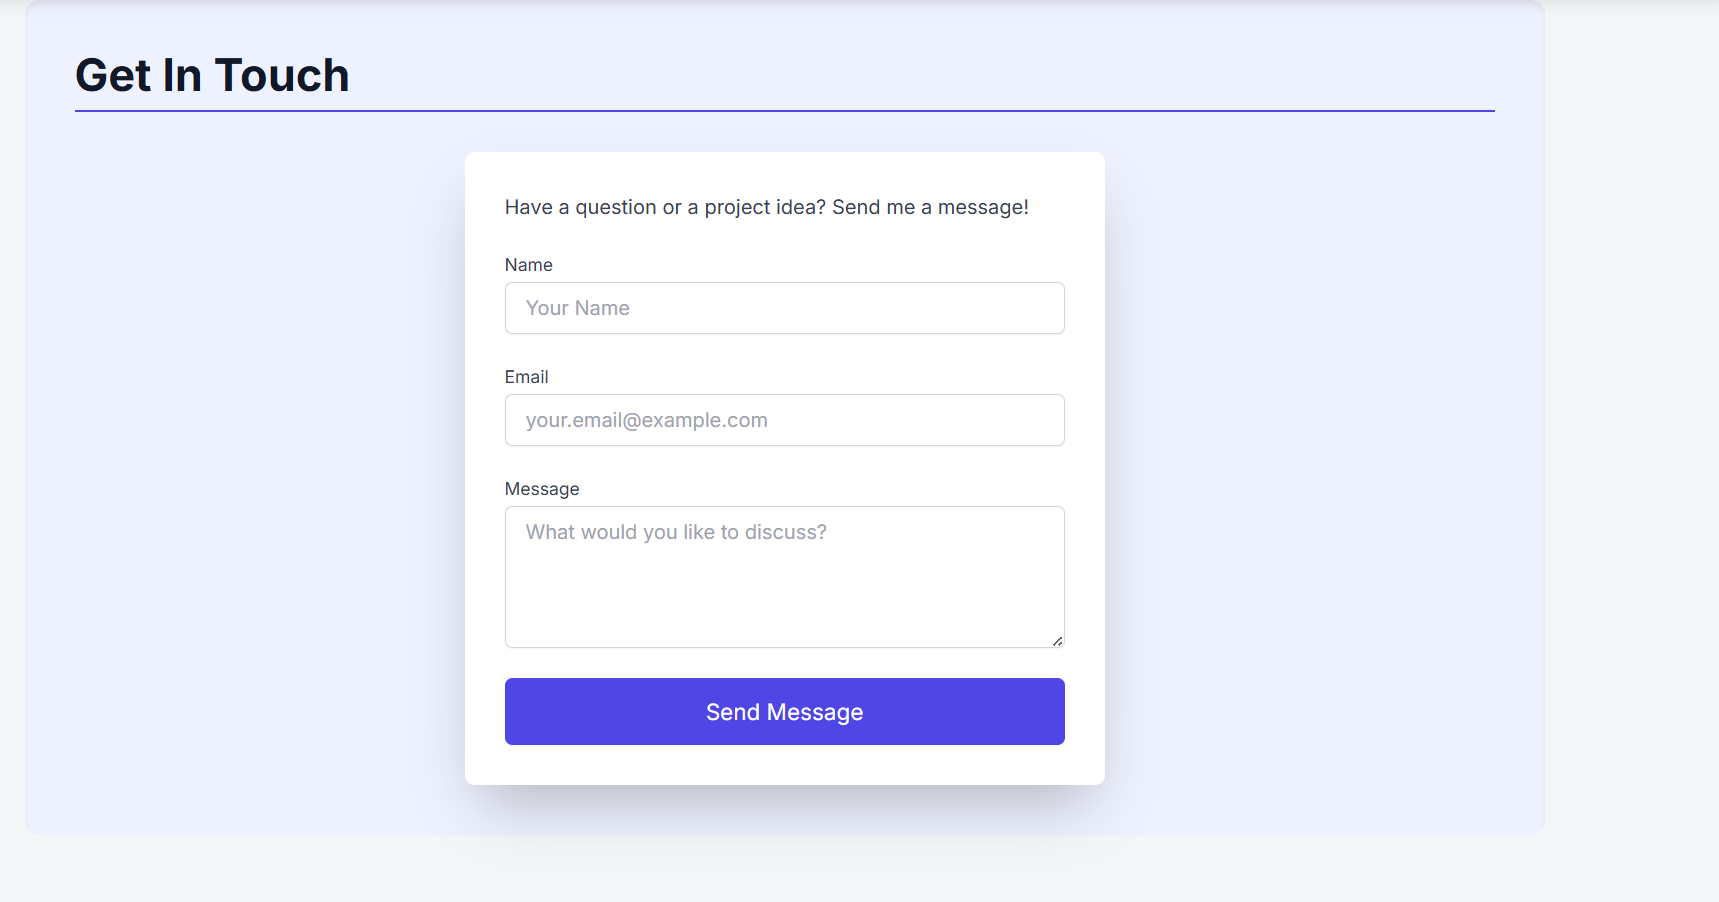 Get In Touch
Have a question or a project idea? Send me a message!
Name
Your Name
Email
your.email@example.com
Message
What would you like to discuss?
Send Message